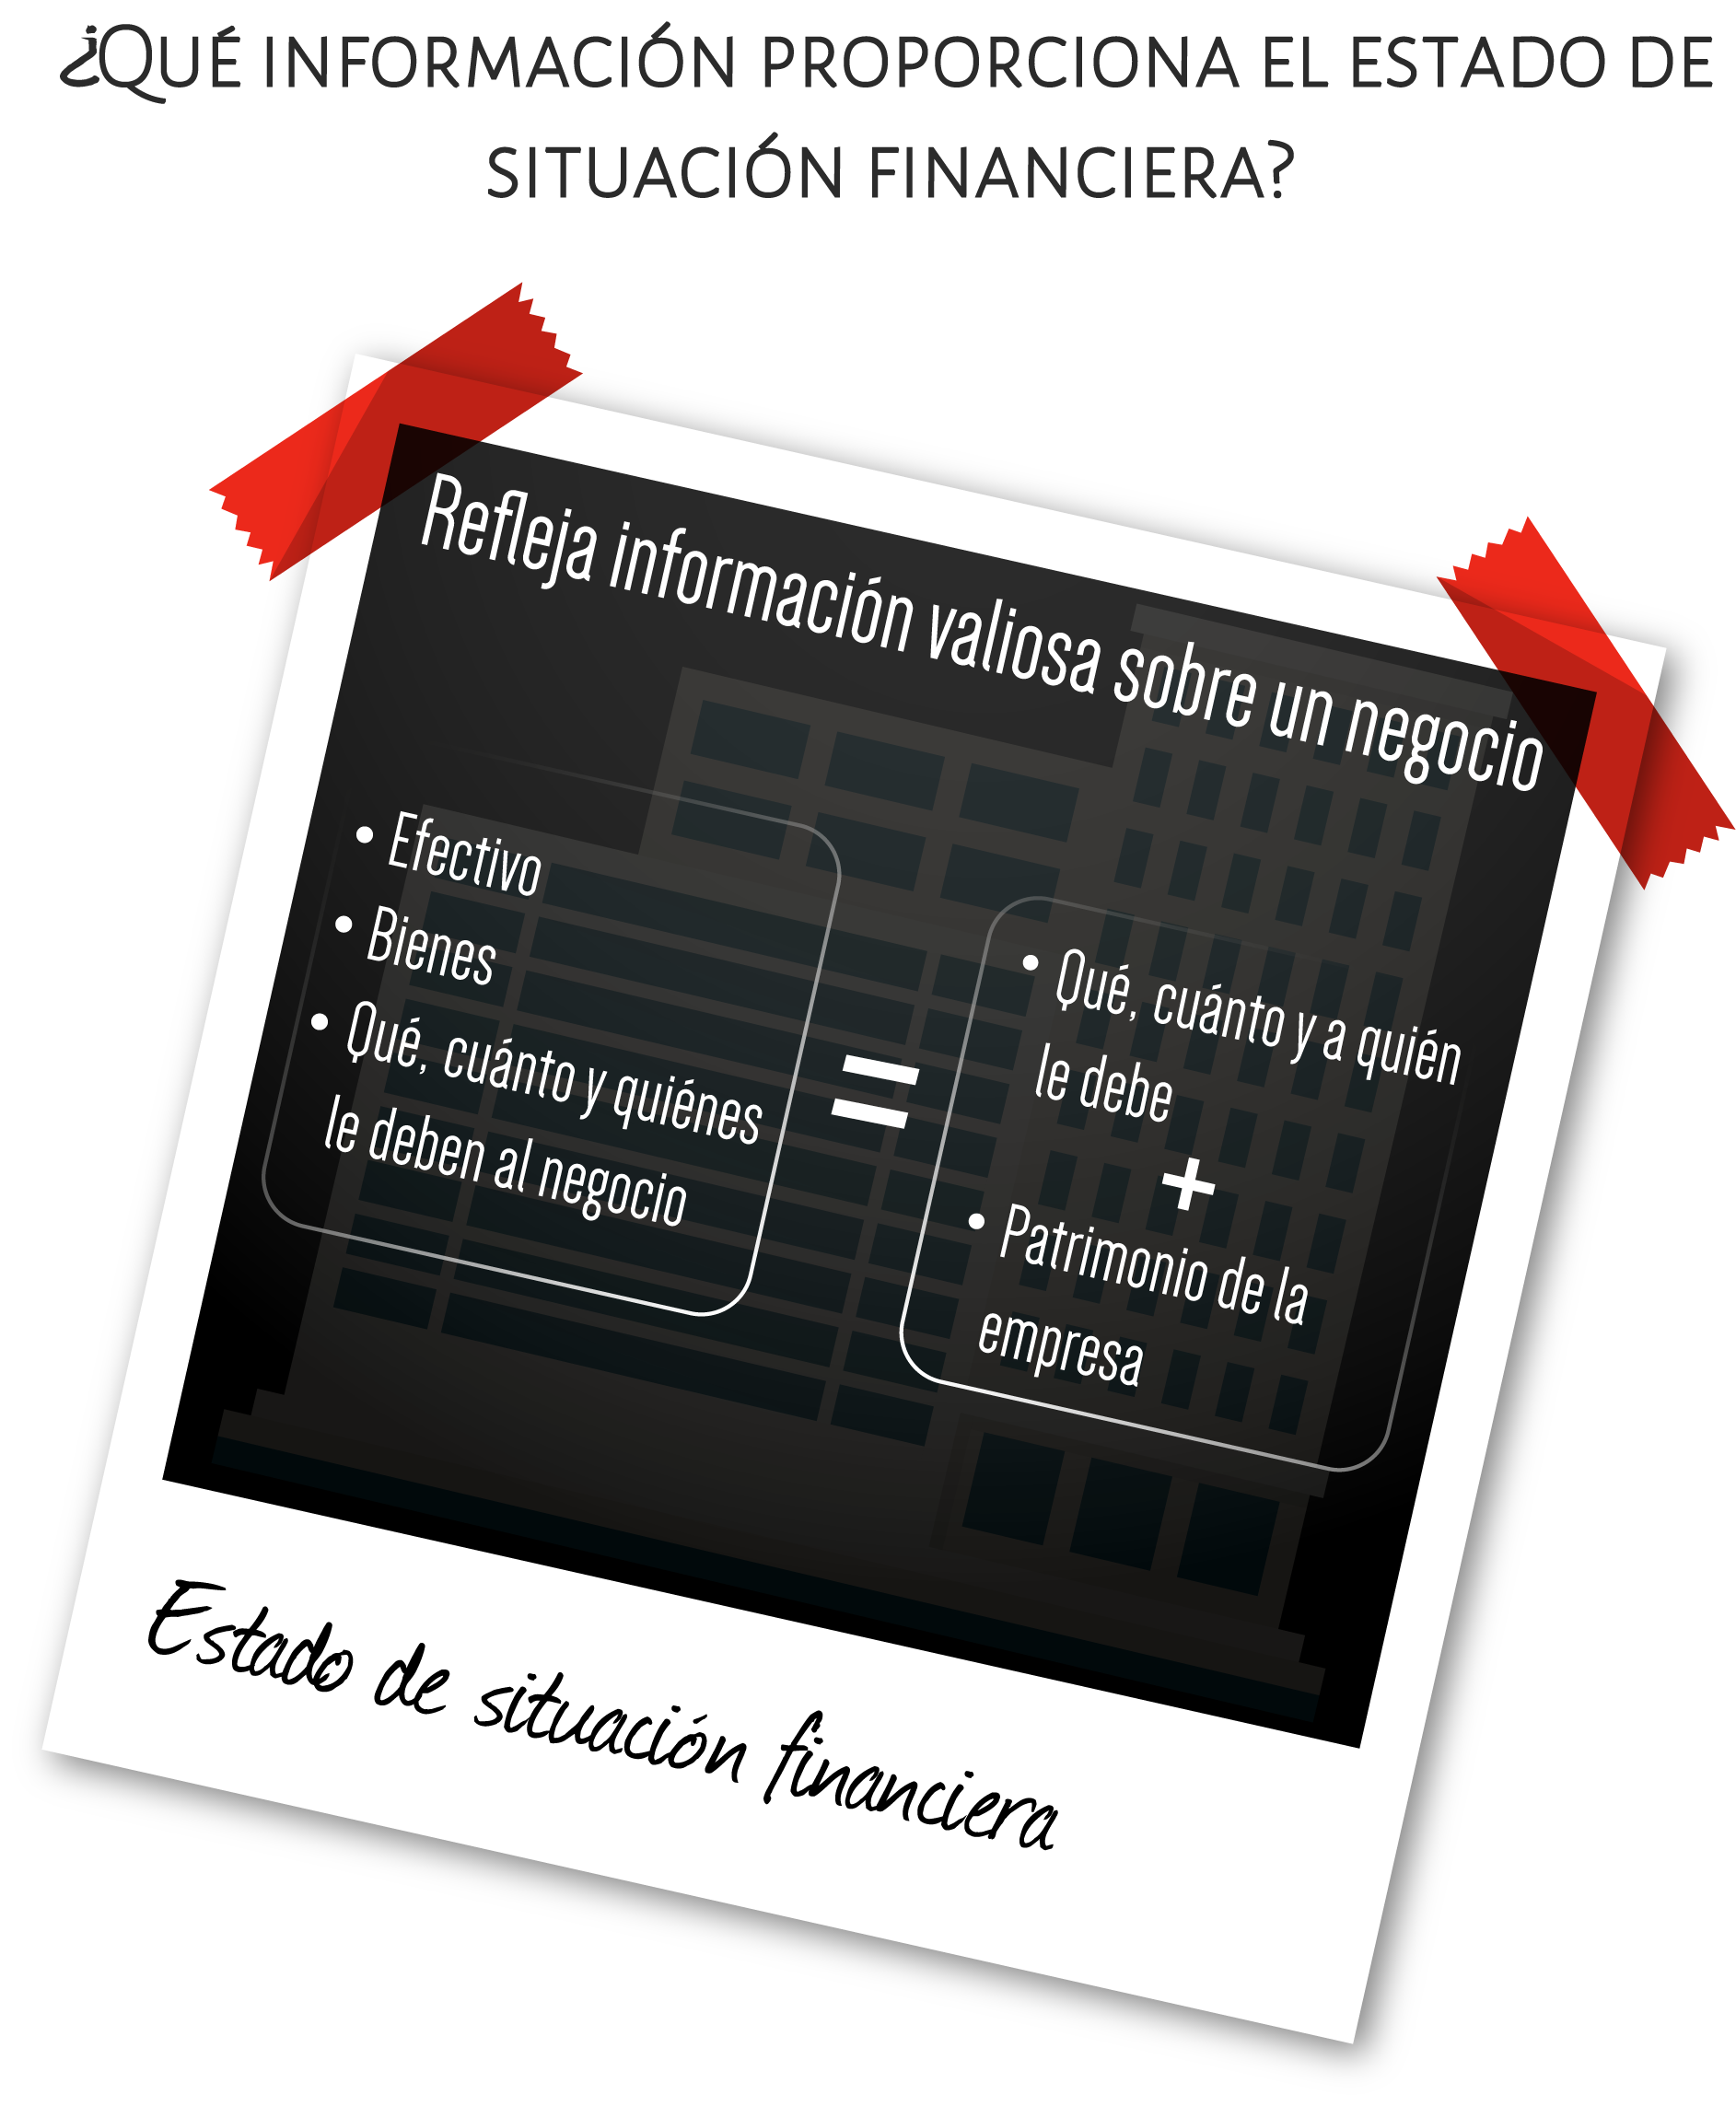 ¿Qué información proporciona el estado de
situación financiera?
Refleja información valiosa sobre un negocio
• Efectivo
• Bienes
• Qué, cuánto y quiénes
le deben al negocio
=
• Qué, cuánto y a quién
le debe
+
• Patrimonio de la
empresa
Estado de situación financiera